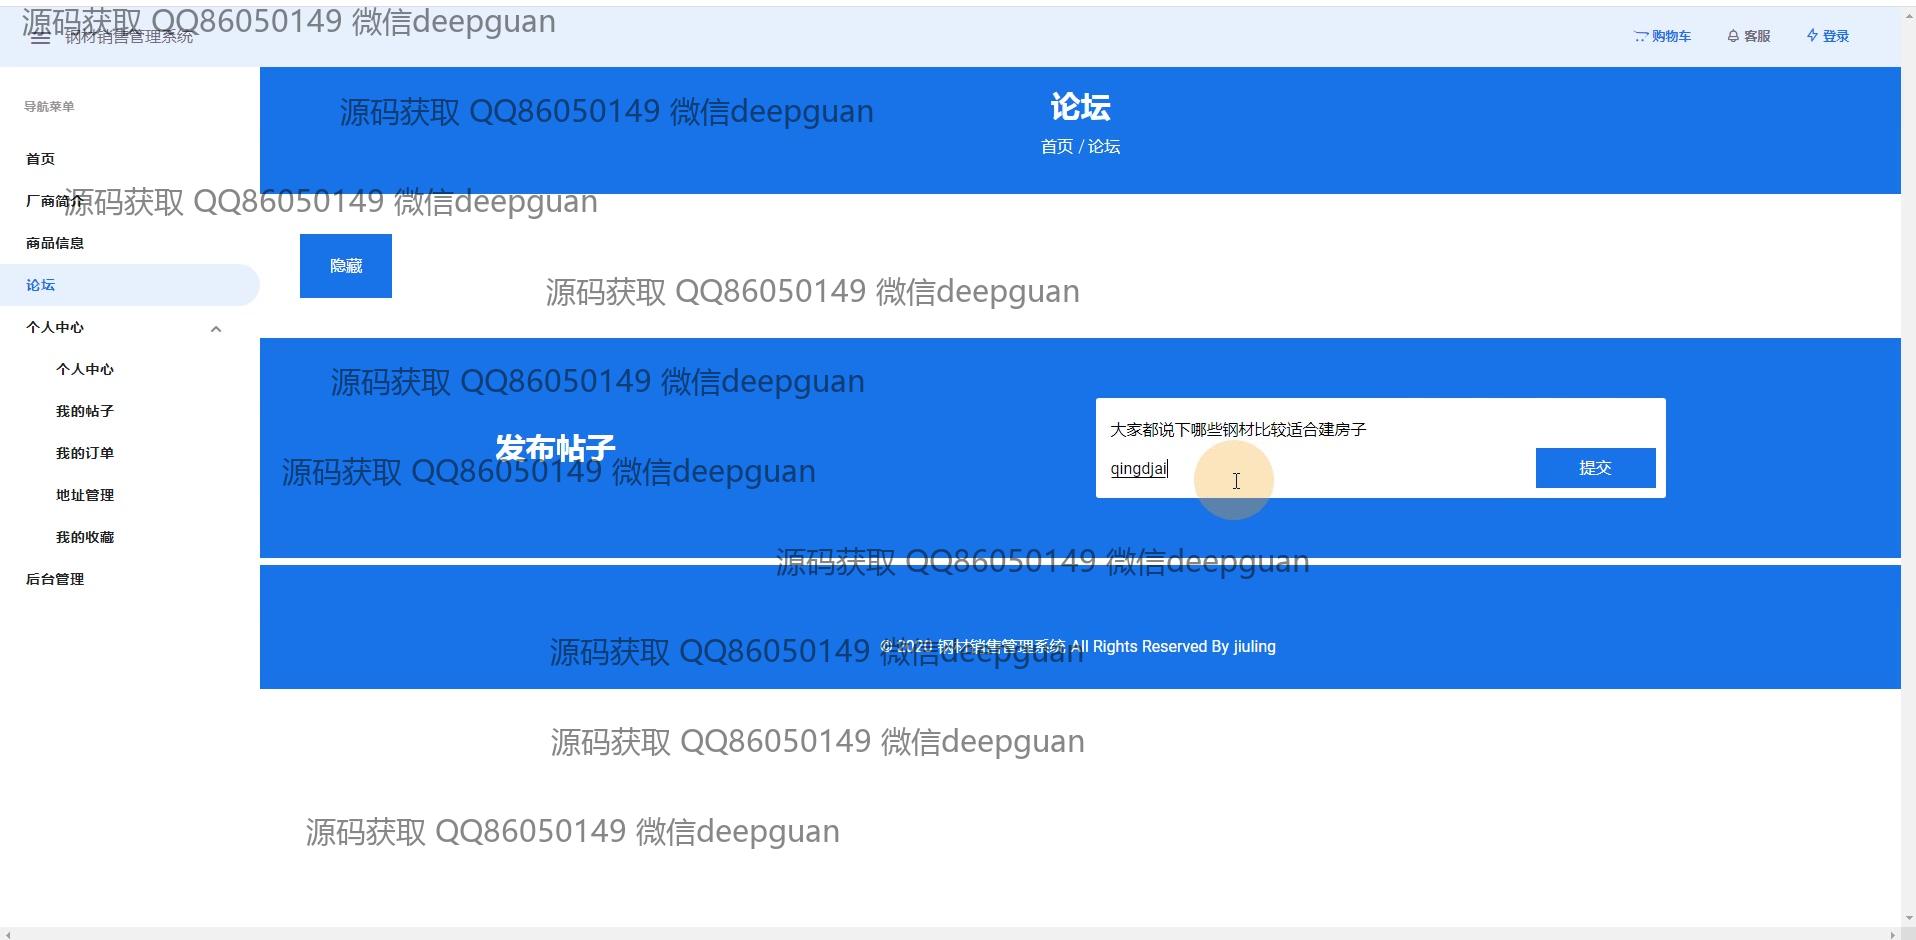 源码获取 QQ86050149 微信deepguan
钢材销售管理系统
购物车
客服
登录
导航菜单
首页
厂商简介
商品信息
论坛
个人中心
个人中心
我的帖子
我的订单
地址管理
我的收藏
后台管理
源码获取 QQ86050149 微信deepguan
论坛
首页 / 论坛
源码获取 QQ86050149 微信deepguan
隐藏
源码获取 QQ86050149 微信deepguan
源码获取 QQ86050149 微信deepguan
发布帖子
源码获取 QQ86050149 微信deepguan
大家都说下哪些钢材比较适合建房子
qingdjai
提交
源码获取 QQ86050149 微信deepguan
源码获取 QQ86050149 微信deepguan
© 钢材销售管理系统 All Rights Reserved By jiuling
源码获取 QQ86050149 微信deepguan
源码获取 QQ86050149 微信deepguan